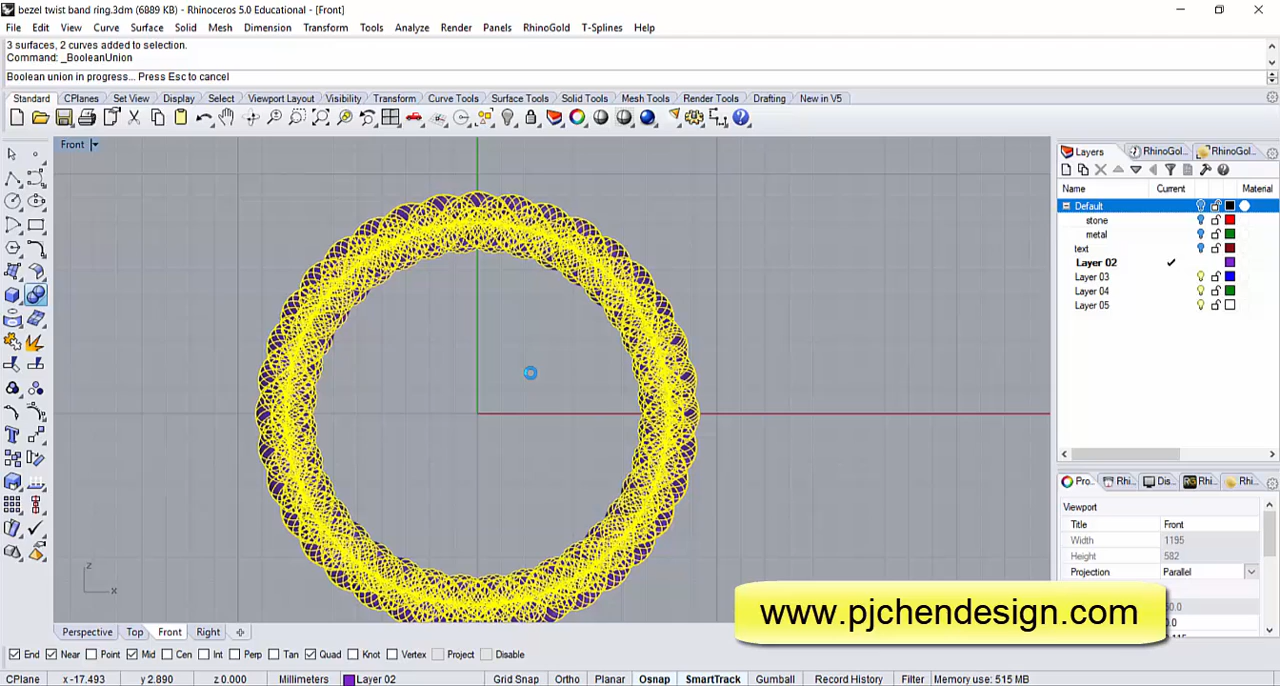 bezel twist band ring.3dm (6889 KB) - Rhinoceros 5.0 Educational - [Front]
File Edit View Curve Surface Solid Mesh Dimension Transform Tools Analyze Render Panels RhinoGold T-Splines Help
3 surfaces, 2 curves added to selection.
Command: _BooleanUnion
Boolean union in progress... Press Esc to cancel
Standard CPlanes Set View Display Select Viewport Layout Visibility Transform Curve Tools Surface Tools Solid Tools Mesh Tools Render Tools Drafting New in V5
Front
Layers RhinoGol... RhinoGol...
Name Current Material
Default
stone
metal
text
Layer 02
Layer 03
Layer 04
Layer 05
Pro... Rhi... Dis... Rhi... Rhi...
Viewport
Title Front
Width 1195
Height 582
Projection Parallel
z
x
www.pjchendesign.com
Perspective Top Front Right
End Near Point Mid Cen Int Perp Tan Quad Knot Vertex Project Disable
CPlane x -17.493 y 2.890 z 0.000 Millimeters Layer 02 Grid Snap Ortho Planar Osnap SmartTrack Gumball Record History Filter Memory use: 515 MB